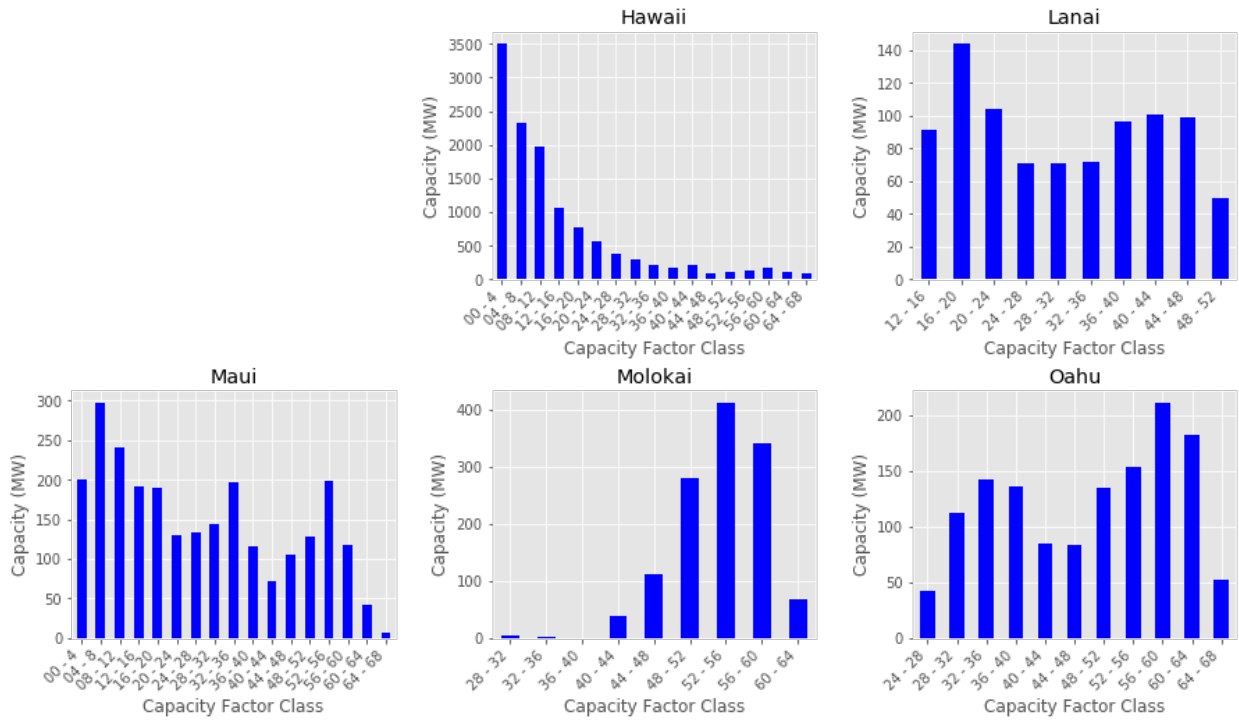 Hawaii
Capacity (MW)
3500
3000
2500
2000
1500
1000
500
0
00 - 4
04 - 8
08 - 12
12 - 16
16 - 20
20 - 24
24 - 28
28 - 32
32 - 36
36 - 40
40 - 44
44 - 48
48 - 52
52 - 56
56 - 60
60 - 64
64 - 68
Capacity Factor Class
Lanai
Capacity (MW)
140
120
100
80
60
40
20
0
12 - 16
16 - 20
20 - 24
24 - 28
28 - 32
32 - 36
36 - 40
40 - 44
44 - 48
48 - 52
Capacity Factor Class
Maui
Capacity (MW)
300
250
200
150
100
50
0
00 - 4
04 - 8
08 - 12
12 - 16
16 - 20
20 - 24
24 - 28
28 - 32
32 - 36
36 - 40
40 - 44
44 - 48
48 - 52
52 - 56
56 - 60
60 - 64
64 - 68
Capacity Factor Class
Molokai
Capacity (MW)
400
300
200
100
0
28 - 32
32 - 36
36 - 40
40 - 44
44 - 48
48 - 52
52 - 56
56 - 60
60 - 64
Capacity Factor Class
Oahu
Capacity (MW)
200
150
100
50
0
24 - 28
28 - 32
32 - 36
36 - 40
40 - 44
44 - 48
48 - 52
52 - 56
56 - 60
60 - 64
64 - 68
Capacity Factor Class